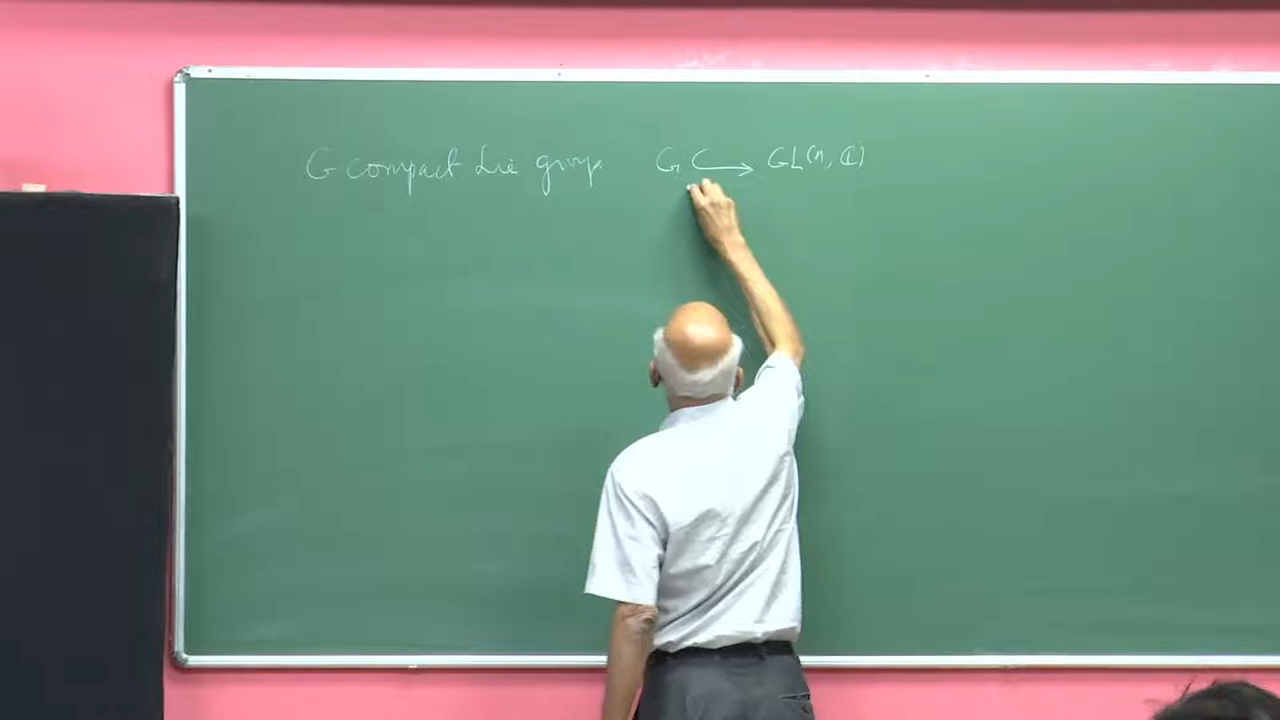 G compact Lie group. G ↪ GL(n, ℂ)